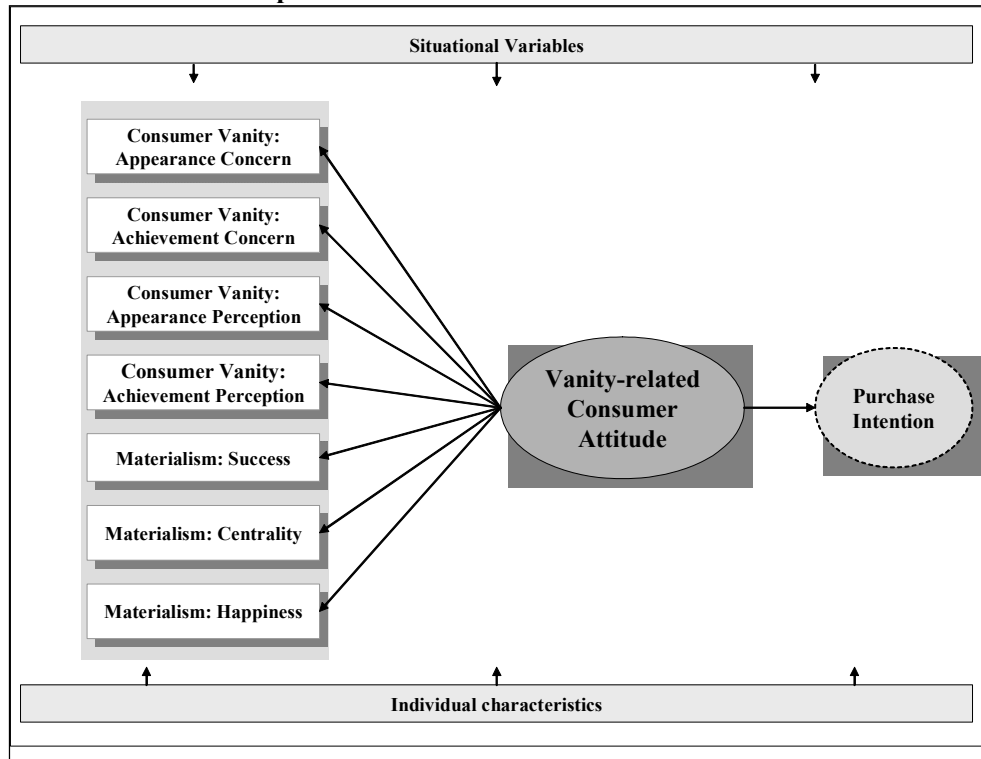 Situational Variables
Consumer Vanity:
Appearance Concern
Consumer Vanity:
Achievement Concern
Consumer Vanity:
Appearance Perception
Consumer Vanity:
Achievement Perception
Materialism: Success
Materialism: Centrality
Materialism: Happiness
Vanity-related
Consumer
Attitude
Purchase
Intention
Individual characteristics